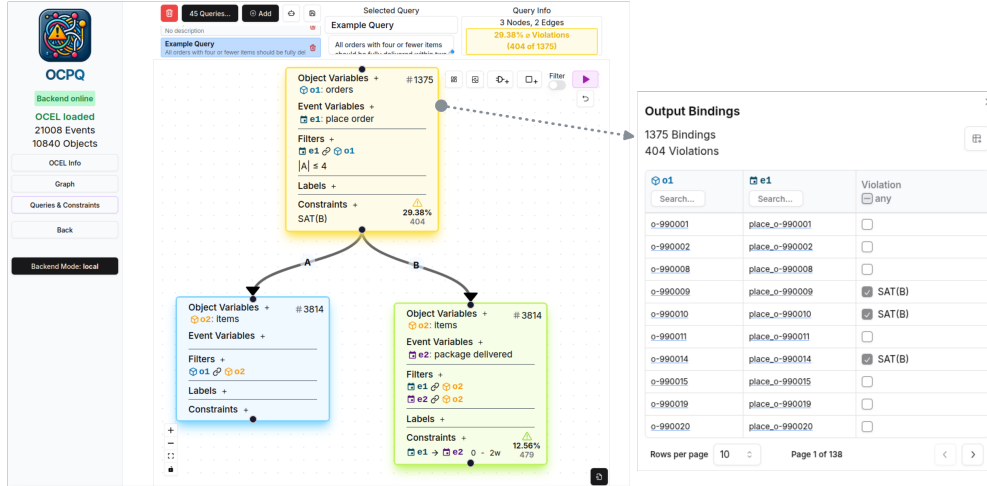 OCPQ
Backend online
OCEL loaded
21008 Events
10840 Objects
OCEL Info
Graph
Queries & Constraints
Back
Backend Mode: local
45 Queries...
Add
No description
Example Query
All orders with four or fewer items should be fully del
Selected Query
Example Query
All orders with four or fewer items
should be fully delivered within two
Query Info
3 Nodes, 2 Edges
29.38% ⌀ Violations
(404 of 1375)
Filter
Object Variables +
#1375
o1: orders
Event Variables +
e1: place order
Filters +
e1 o1
|A| ≤ 4
Labels +
Constraints +
SAT(B)
29.38%
404
A
B
Object Variables +
#3814
o2: items
Event Variables +
Filters +
o1 o2
Labels +
Constraints +
Object Variables +
#3814
o2: items
Event Variables +
e2: package delivered
Filters +
e1 o2
e2 o2
Labels +
Constraints +
e1 → e2 0 - 2w
12.56%
479
Output Bindings
1375 Bindings
404 Violations
o1 e1 Violation
Search... Search... any
o-990001 place_o-990001
o-990002 place_o-990002
o-990008 place_o-990008
o-990009 place_o-990009 SAT(B)
o-990010 place_o-990010 SAT(B)
o-990011 place_o-990011
o-990014 place_o-990014 SAT(B)
o-990015 place_o-990015
o-990019 place_o-990019
o-990020 place_o-990020
Rows per page 10 Page 1 of 138